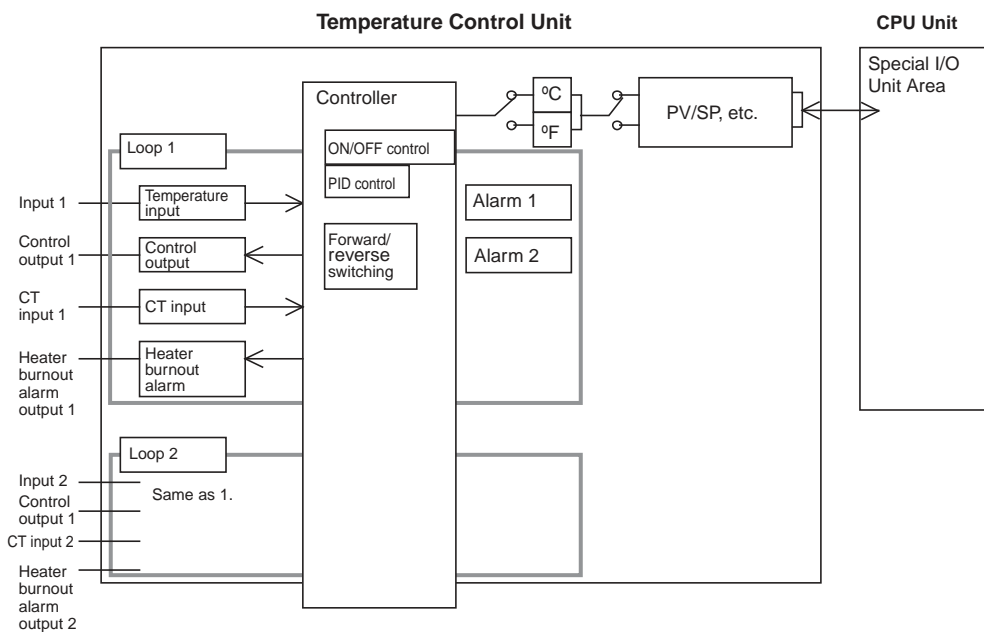 Temperature Control Unit
CPU Unit
Special I/O
Unit Area
Controller
ºC
ºF
PV/SP, etc.
Loop 1
ON/OFF control
PID control
Forward/
reverse
switching
Alarm 1
Alarm 2
Input 1
Temperature
input
Control
output 1
Control
output
CT
input 1
CT input
Heater
burnout
alarm
output 1
Heater
burnout
alarm
Loop 2
Same as 1.
Input 2
Control
output 1
CT input 2
Heater
burnout
alarm
output 2